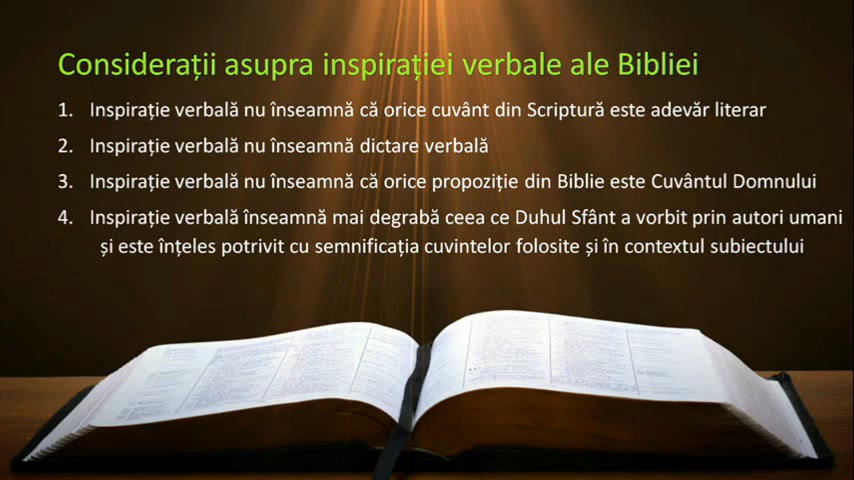 Considerații asupra inspirației verbale ale Bibliei
1. Inspirație verbală nu înseamnă că orice cuvânt din Scriptură este adevăr literar
2. Inspirație verbală nu înseamnă dictare verbală
3. Inspirație verbală nu înseamnă că orice propoziție din Biblie este Cuvântul Domnului
4. Inspirație verbală înseamnă mai degrabă ceea ce Duhul Sfânt a vorbit prin autori umani
și este înțeles potrivit cu semnificația cuvintelor folosite și în contextul subiectului